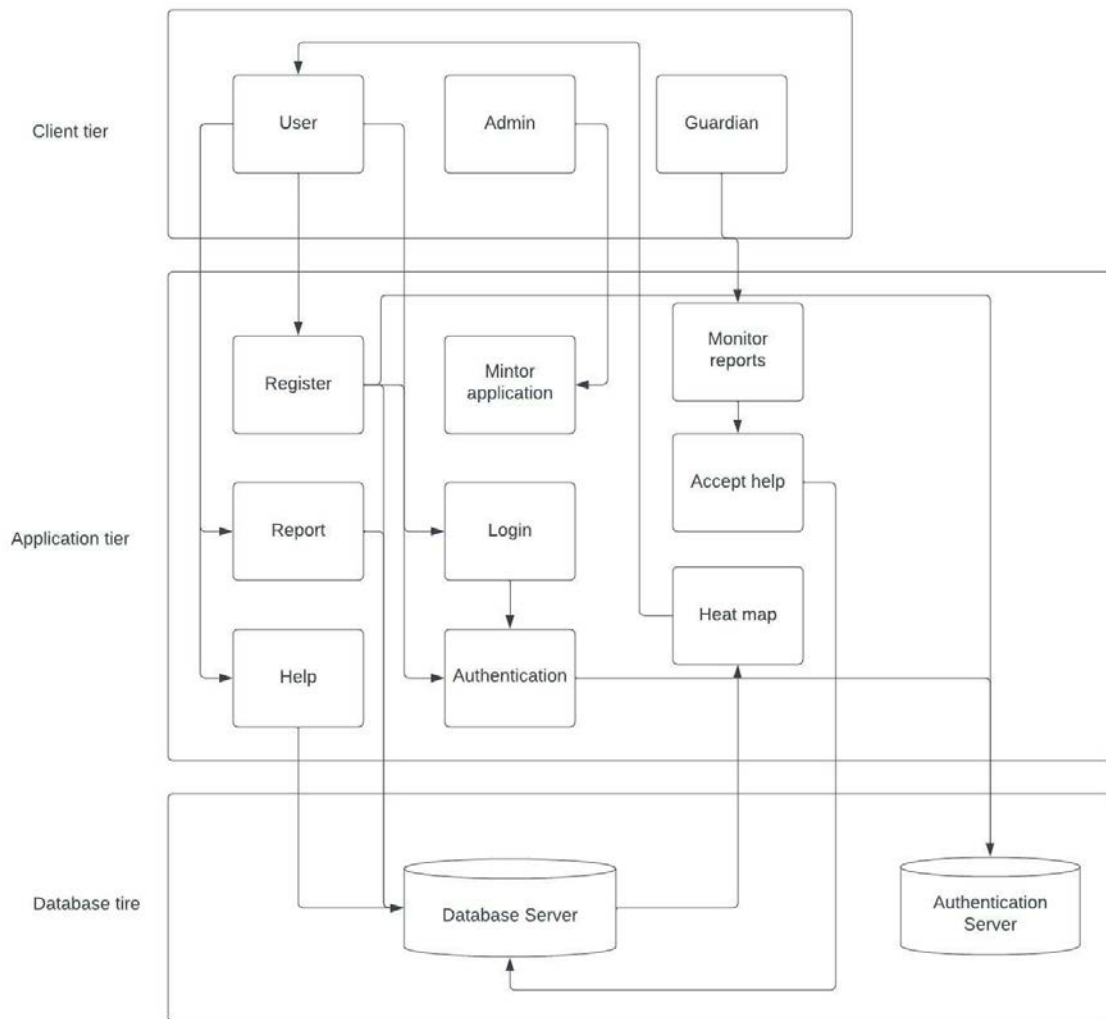 Client tier
User
Admin
Guardian
Application tier
Register
Mintor
application
Monitor
reports
Accept help
Report
Login
Heat map
Help
Authentication
Database tire
Database Server
Authentication
Server